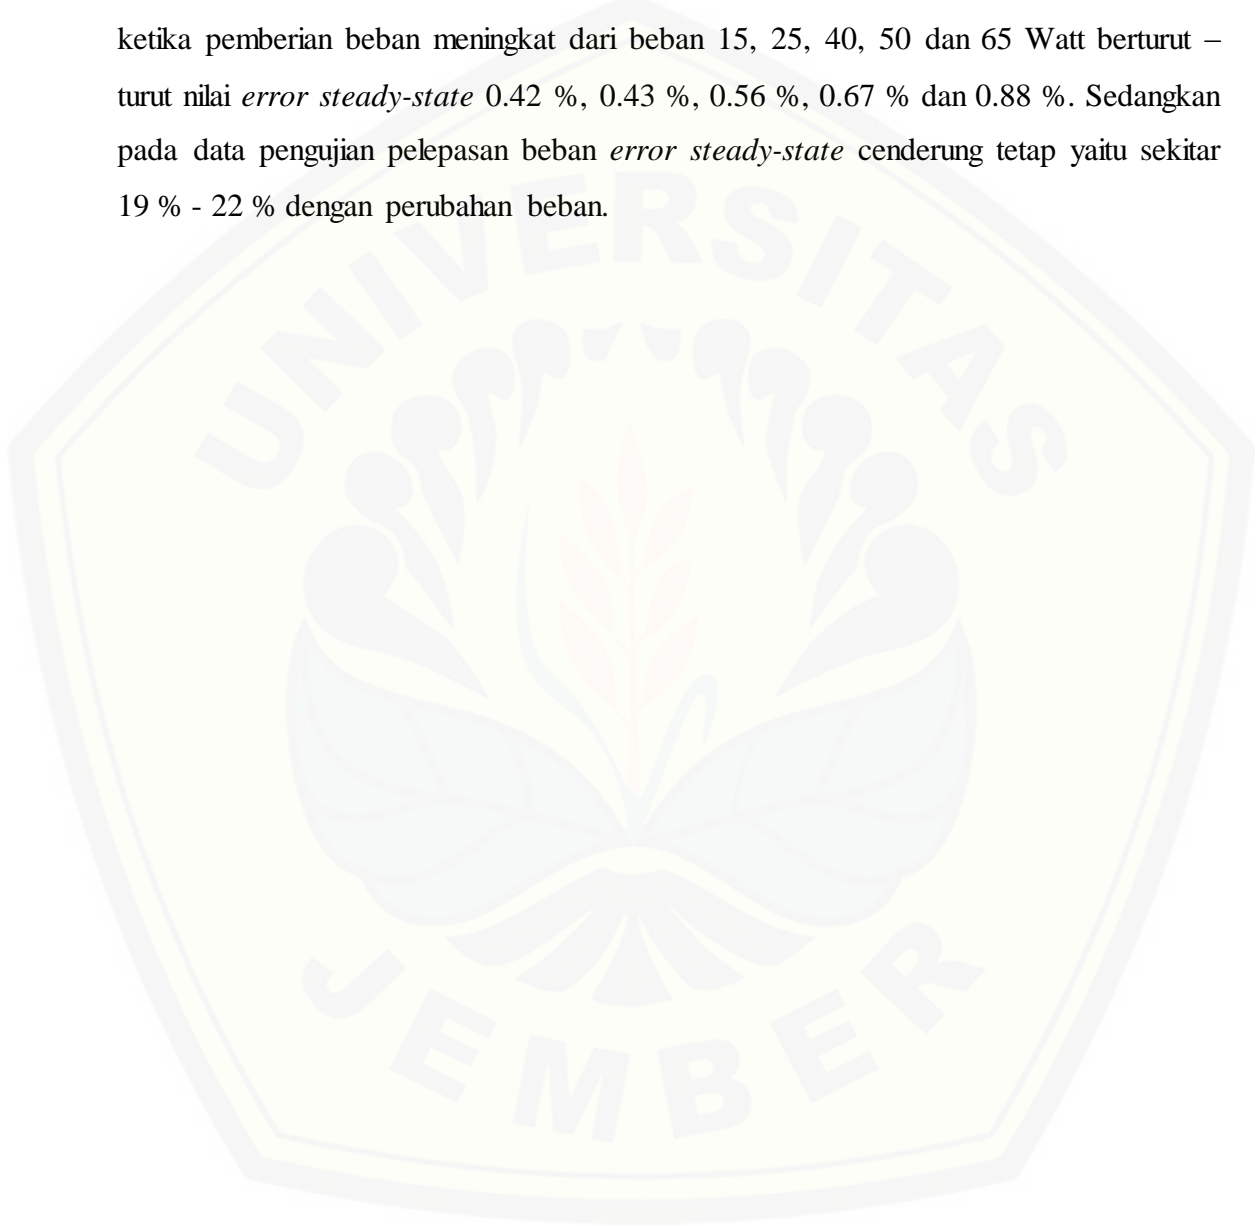 ketika pemberian beban meningkat dari beban 15, 25, 40, 50 dan 65 Watt berturut –
turut nilai error steady-state 0.42 %, 0.43 %, 0.56 %, 0.67 % dan 0.88 %. Sedangkan
pada data pengujian pelepasan beban error steady-state cenderung tetap yaitu sekitar
19 % - 22 % dengan perubahan beban.
UNIVERSITAS
JEMBER